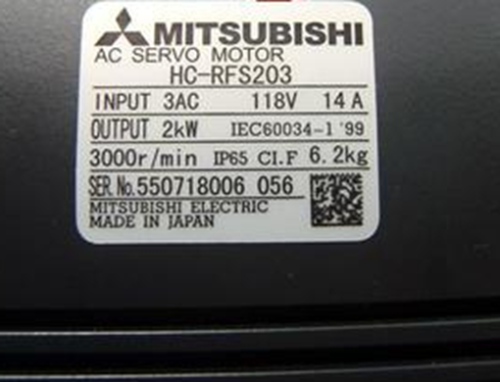 MITSUBISHI
AC SERVO MOTOR
HC-RFS203
INPUT 3AC 118V 14A
OUTPUT 2kW IEC60034-1 '99
3000r/min IP65 CI.F 6.2kg
SER.No.550718006 056
MITSUBISHI ELECTRIC
MADE IN JAPAN